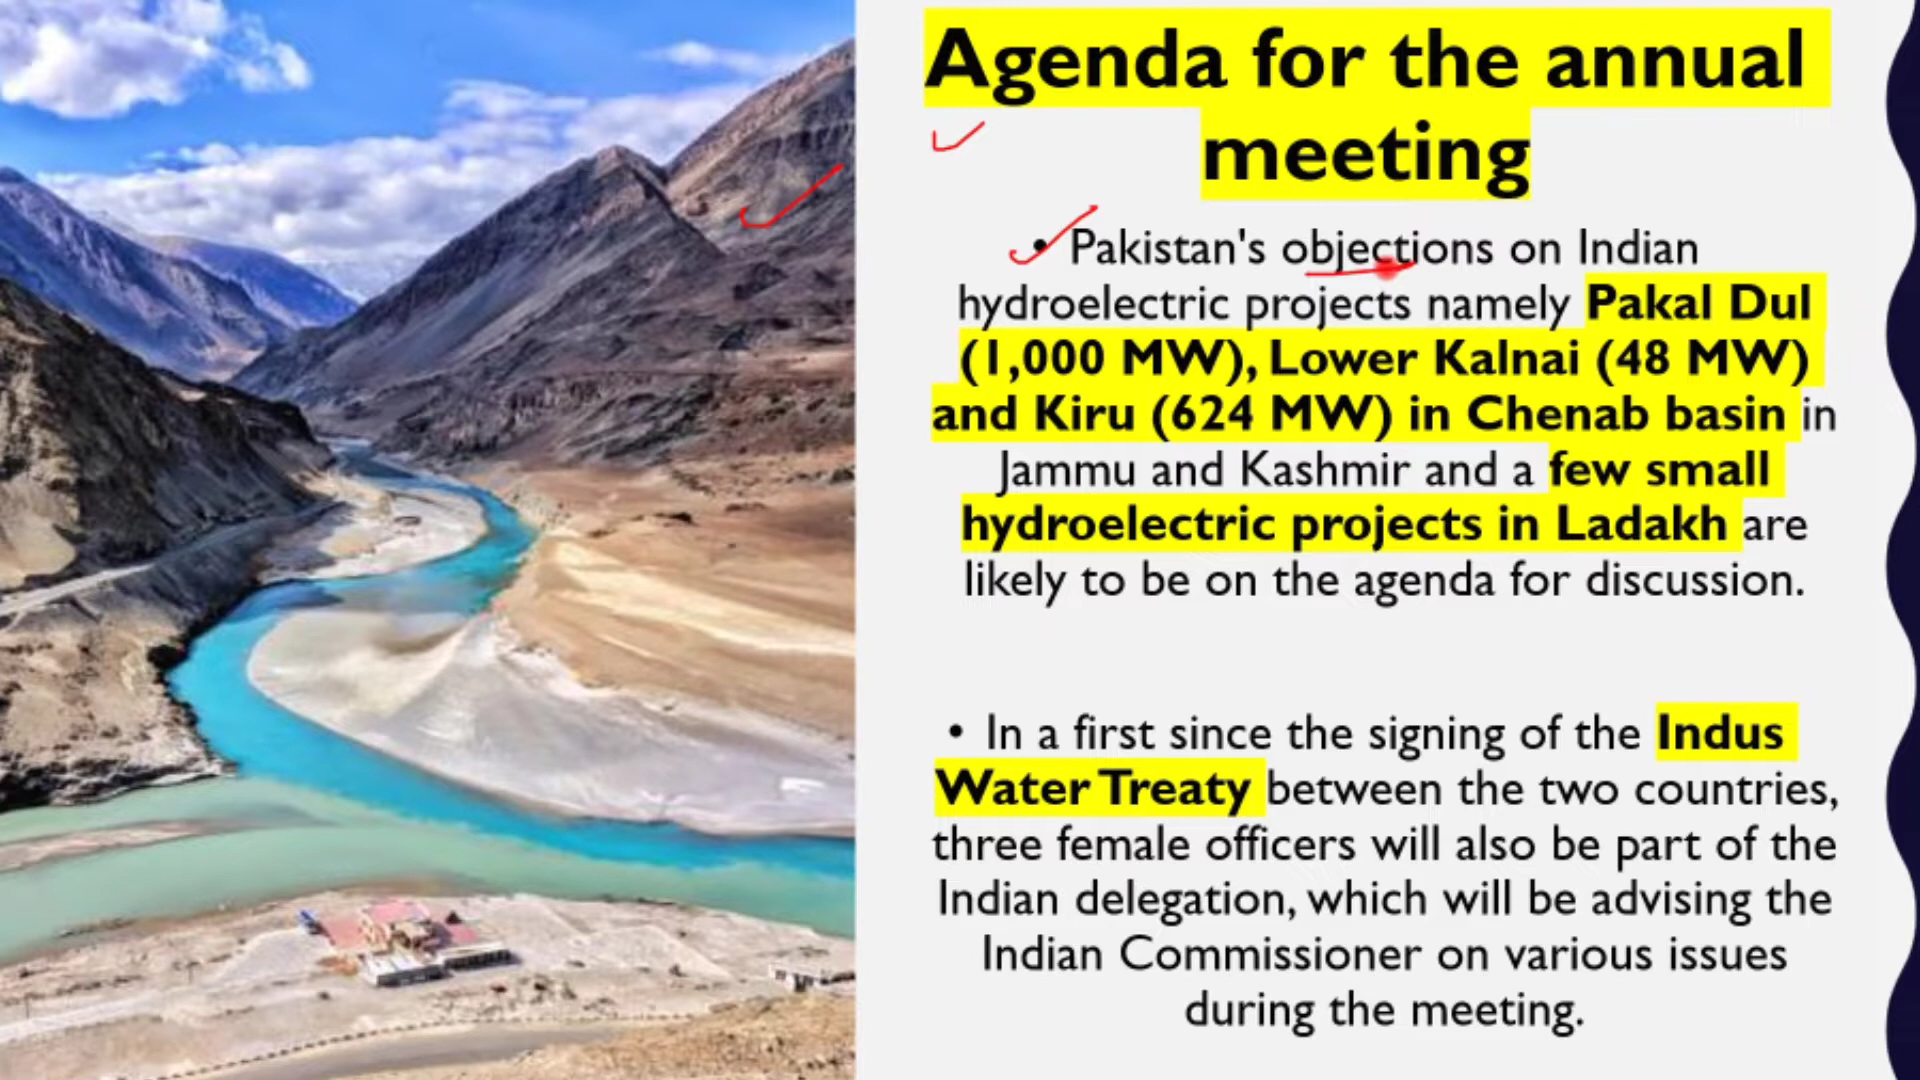 Agenda for the annual
meeting
• Pakistan's objections on Indian
hydroelectric projects namely Pakal Dul
(1,000 MW), Lower Kalnai (48 MW)
and Kiru (624 MW) in Chenab basin in
Jammu and Kashmir and a few small
hydroelectric projects in Ladakh are
likely to be on the agenda for discussion.
• In a first since the signing of the Indus
Water Treaty between the two countries,
three female officers will also be part of the
Indian delegation, which will be advising the
Indian Commissioner on various issues
during the meeting.